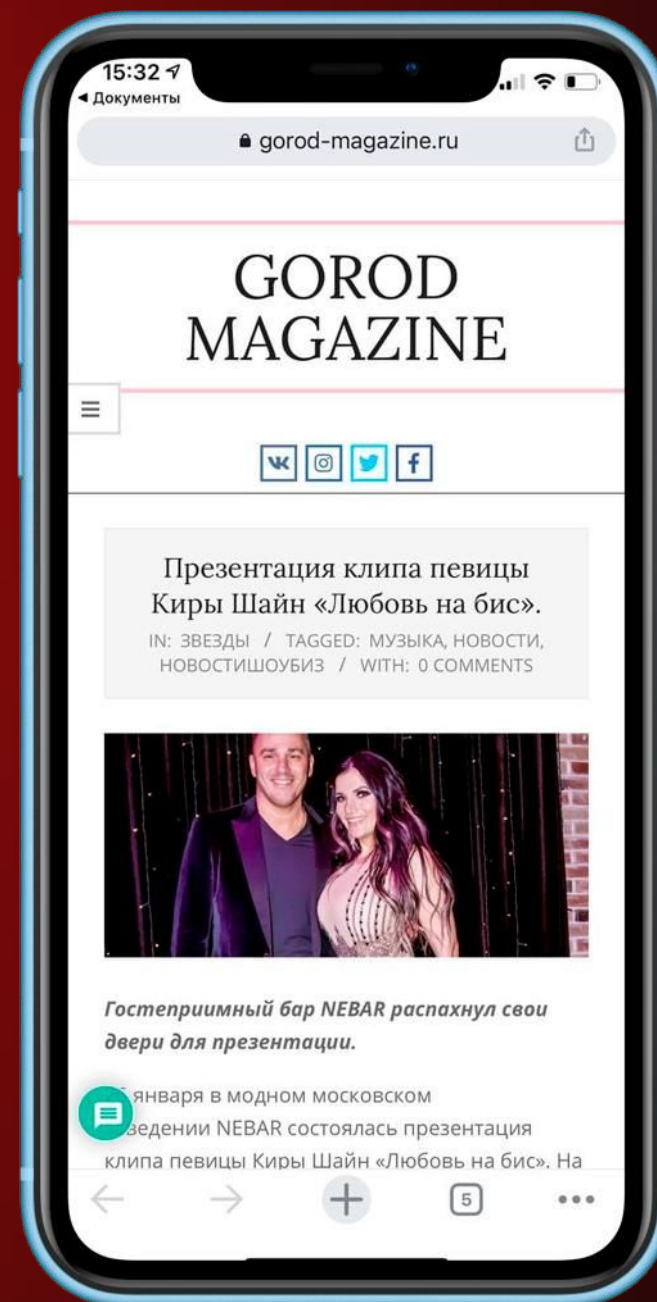 15:32
◀ Документы
gorod-magazine.ru
GOROD
MAGAZINE
Презентация клипа певицы
Киры Шайн «Любовь на бис».
IN: ЗВЕЗДЫ / TAGGED: МУЗЫКА, НОВОСТИ,
НОВОСТИШОУБИЗ / WITH: 0 COMMENTS
Гостеприимный бар NEBAR распахнул свои
двери для презентации.
января в модном московском
ведении NEBAR состоялась презентация
клипа певицы Киры Шайн «Любовь на бис». На
5